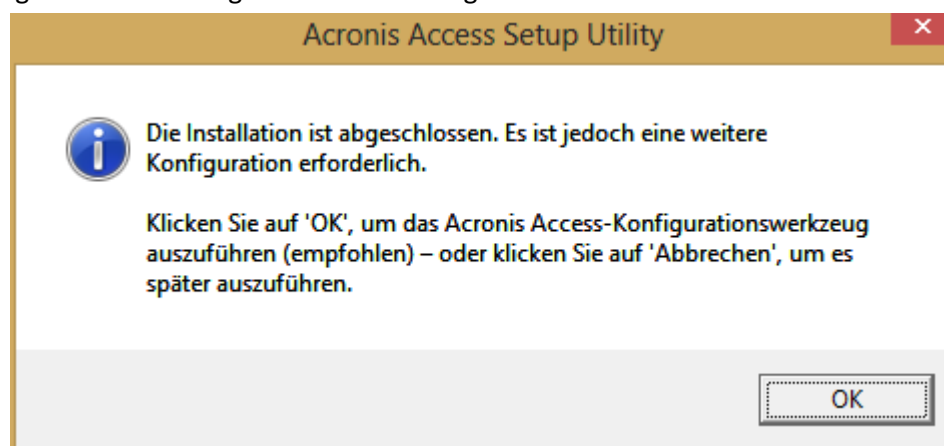 Acronis Access Setup Utility
Die Installation ist abgeschlossen. Es ist jedoch eine weitere
Konfiguration erforderlich.
Klicken Sie auf 'OK', um das Acronis Access-Konfigurationswerkzeug
auszuführen (empfohlen) – oder klicken Sie auf 'Abbrechen', um es
später auszuführen.
OK